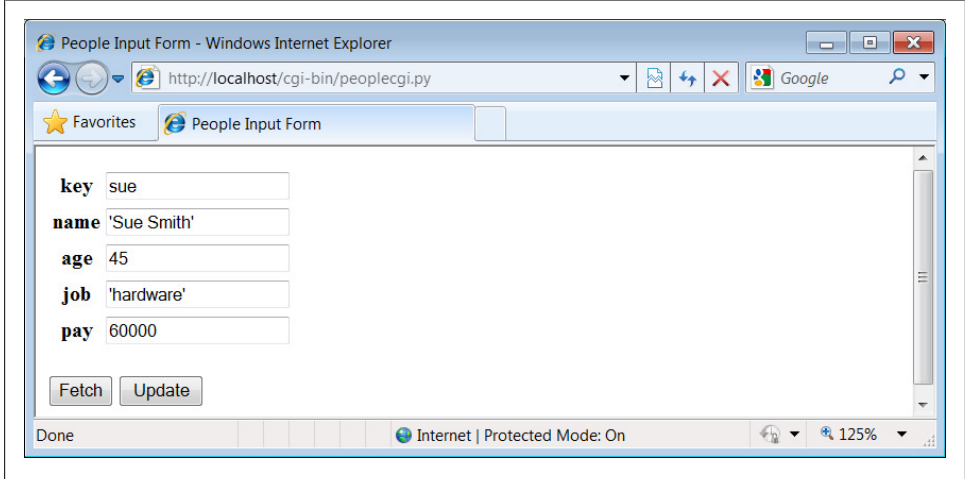 People Input Form - Windows Internet Explorer
http://localhost/cgi-bin/peoplecgi.py Google
Favorites People Input Form
key sue
name 'Sue Smith'
age 45
job 'hardware'
pay 60000
Fetch Update
Done Internet | Protected Mode: On 125%